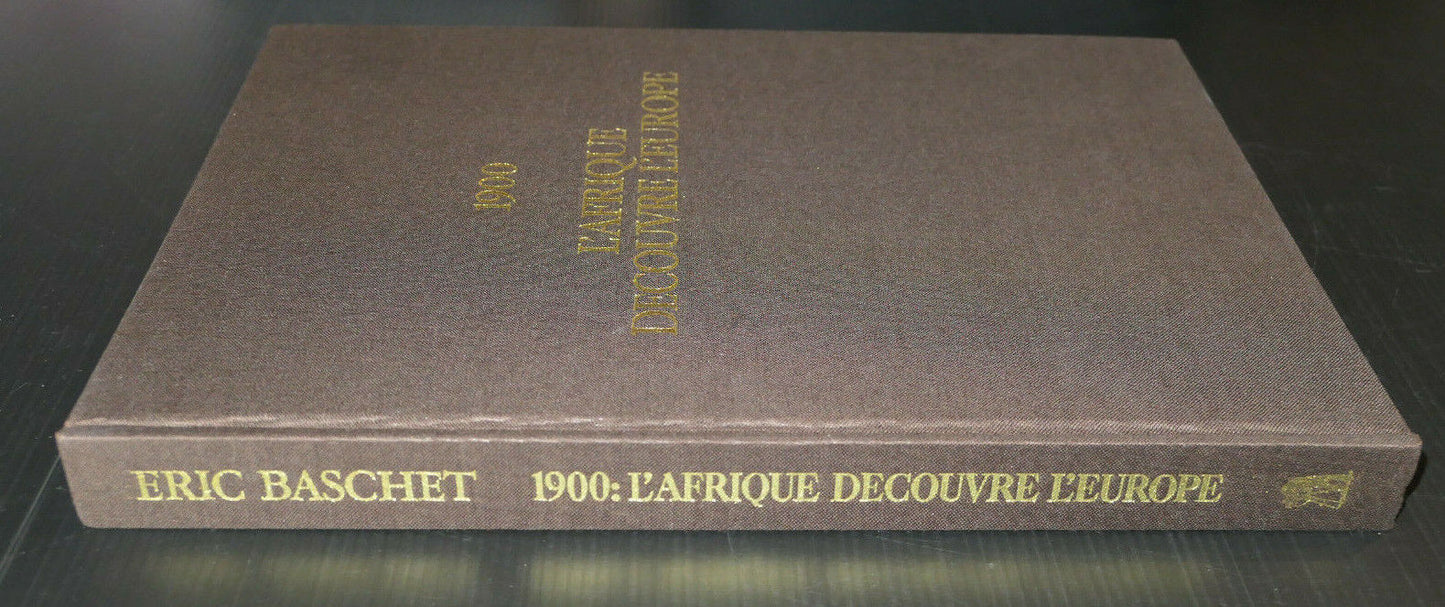 1900
L'AFRIQUE
DECOUVRE L'EUROPE
ERIC BASCHET 1900: L'AFRIQUE DECOUVRE L'EUROPE